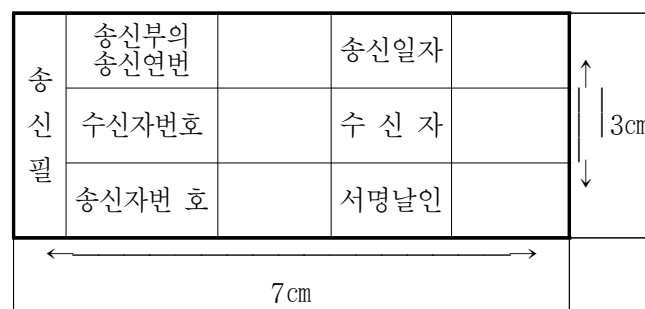 송신필
송신부의 송신연번
송신일자
수신자번호
수 신 자
송신자번 호
서명날인
3㎝
7㎝